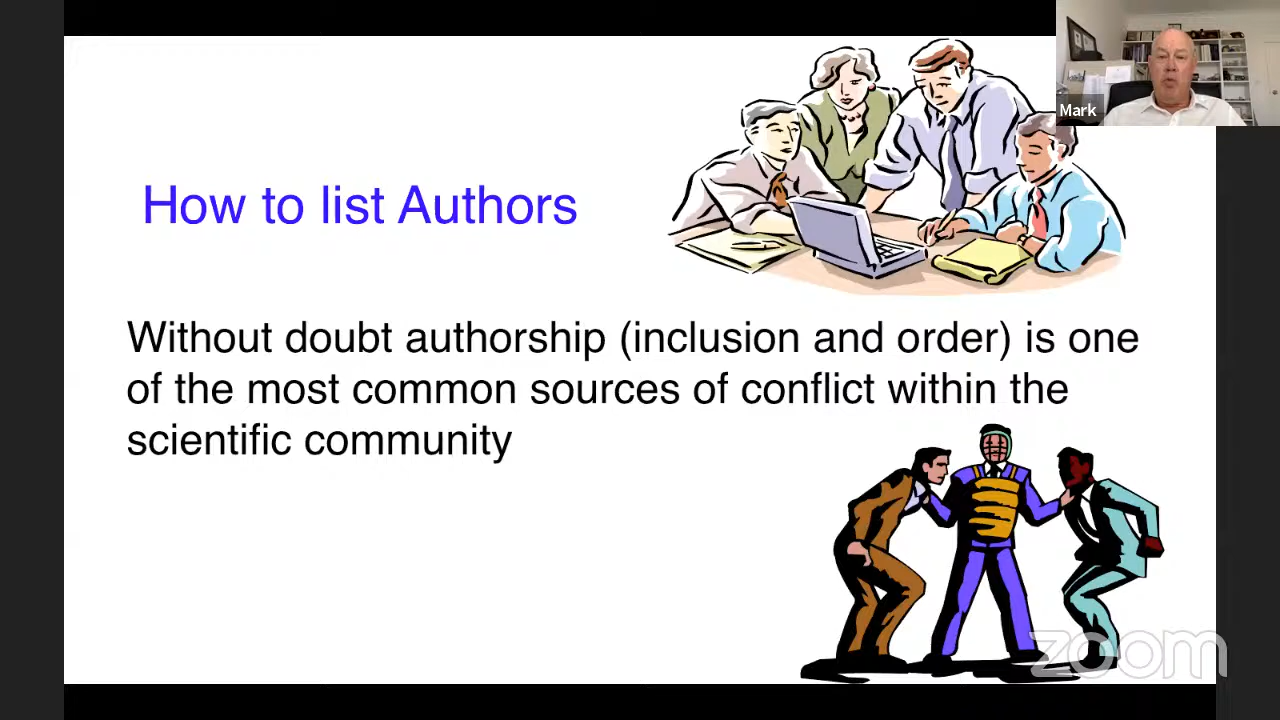 Mark
How to list Authors
Without doubt authorship (inclusion and order) is one
of the most common sources of conflict within the
scientific community
zoom